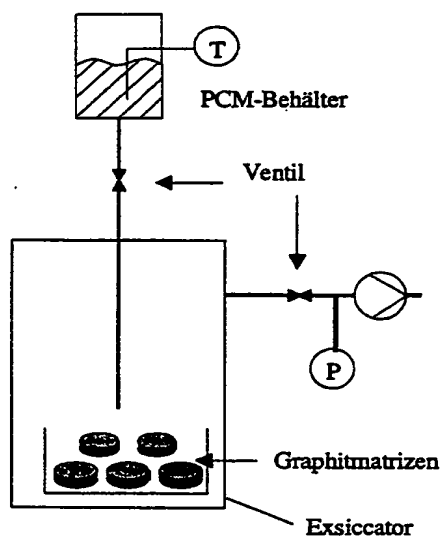 T
PCM-Behälter
Ventil
P
Graphitmatrizen
Exsiccator